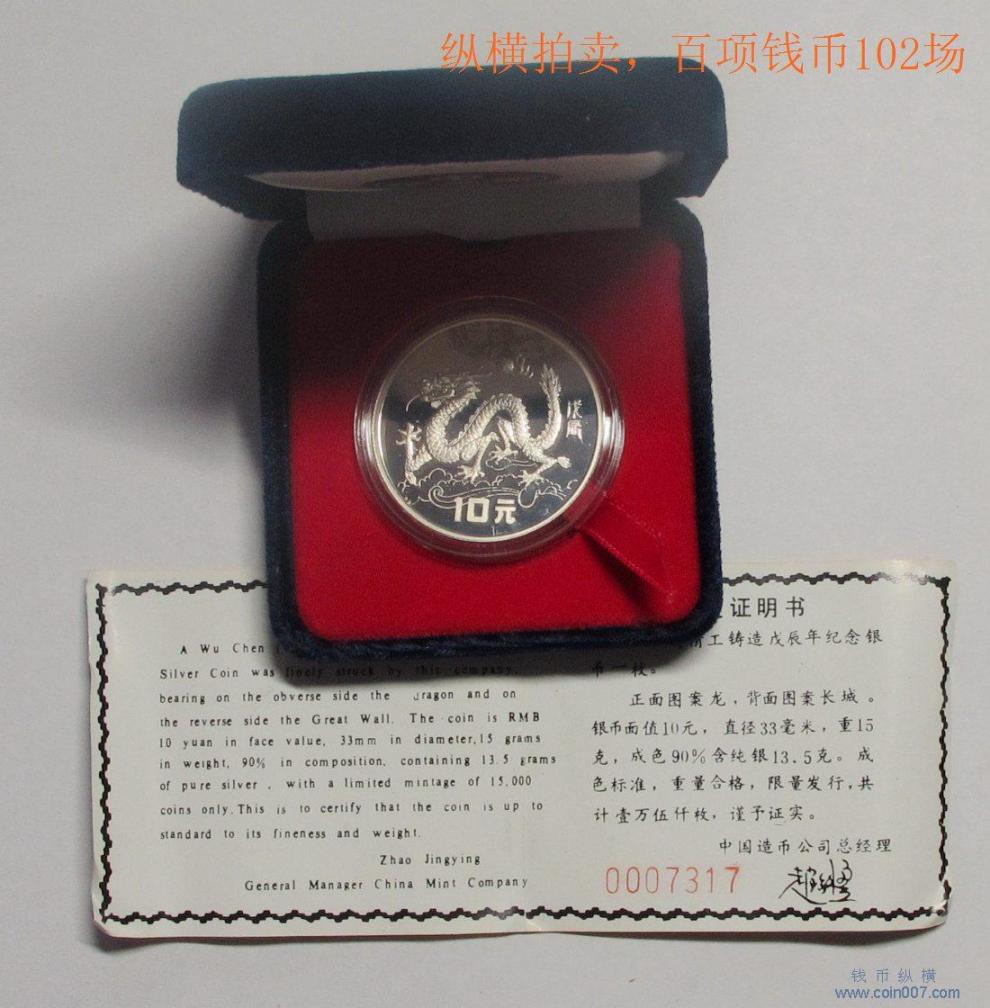 纵横拍卖，百项钱币102场
戊辰
10元
A Wu Chen
Silver Coin was finely struck by this company.
bearing on the obverse side the dragon and on
the reverse side the Great Wall. The coin is RMB
10 yuan in face value, 33mm in diameter,15 grams
in weight, 90% in composition, containing 13.5 grams
of pure silver , with a limited mintage of 15.000
coins only.This is to certify that the coin is up to
standard to its fineness and weight.
Zhao Jingying
General Manager China Mint Company
证明书
工铸造戊辰年纪念银
币一枚。
正面图案龙，背面图案长城。
银币面值10元，直径33毫米，重15
克，成色90%含纯银13.5克。成
色标准，重量合格，限量发行，共
计壹万伍仟枚，谨予证实。
中国造币公司总经理
0007317
钱币纵横
www.coin007.com